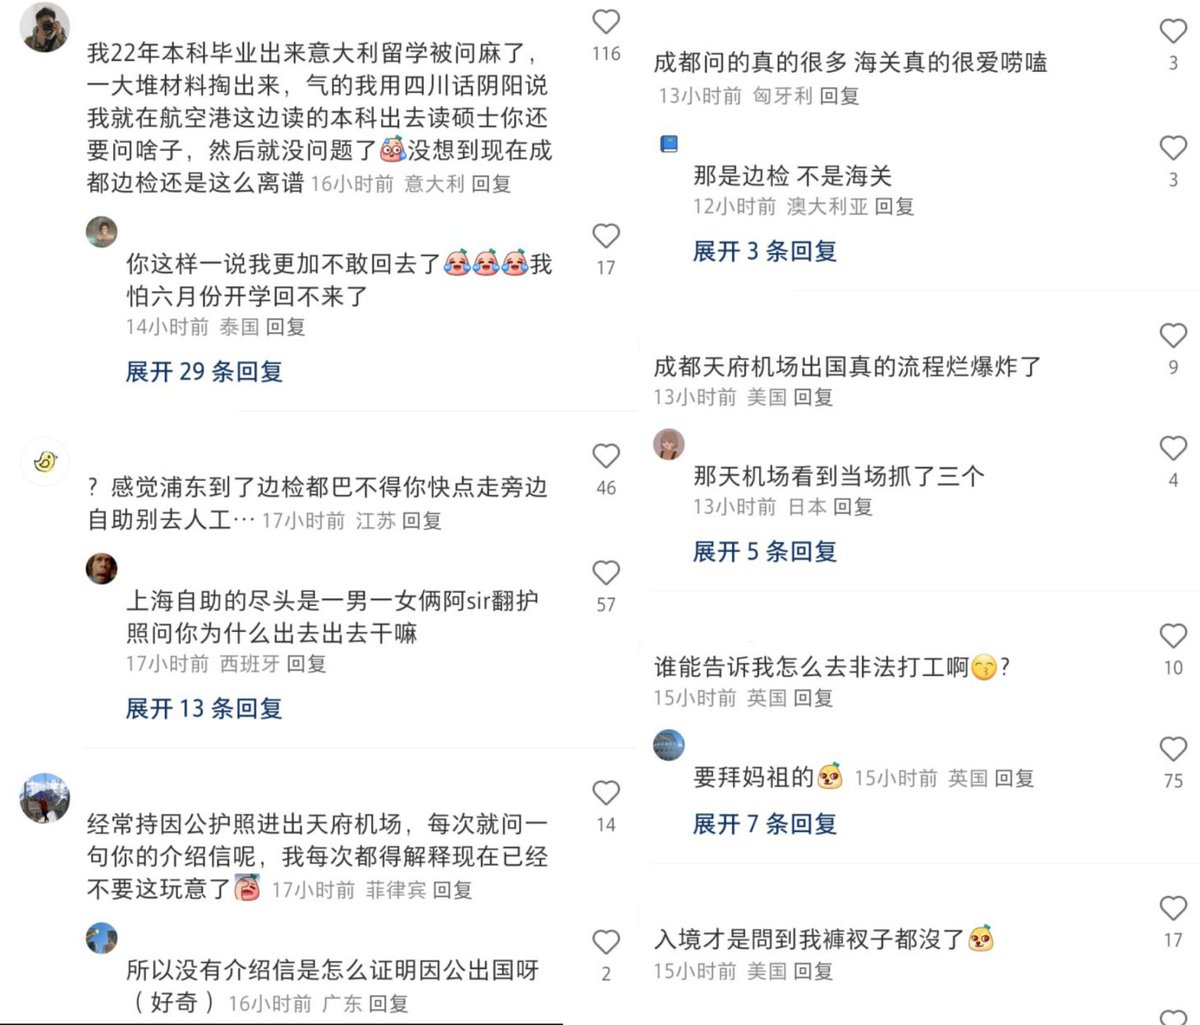 我22年本科毕业出来意大利留学被问麻了，
一大堆材料掏出来，气的我用四川话阴阳说
我就在航空港这边读的本科出去读硕士你还
要问啥子，然后就没问题了没想到现在成
都边检还是这么离谱 16小时前 意大利 回复
116
你这样一说我更加不敢回去了我
怕六月份开学回不来了
14小时前 泰国 回复
17
展开 29 条回复
？感觉浦东到了边检都巴不得你快点走旁边
自助别去人工… 17小时前 江苏 回复
46
上海自助的尽头是一男一女俩阿sir翻护
照问你为什么出去出去干嘛
17小时前 西班牙 回复
57
展开 13 条回复
经常持因公护照进出天府机场，每次就问一
句你的介绍信呢，我每次都得解释现在已经
不要这玩意了 17小时前 菲律宾 回复
14
所以没有介绍信是怎么证明因公出国呀
（好奇） 16小时前 广东 回复
2
成都问的真的很多 海关真的很爱唠嗑
13小时前 匈牙利 回复
3
那是边检 不是海关
12小时前 澳大利亚 回复
3
展开 3 条回复
成都天府机场出国真的流程烂爆炸了
13小时前 美国 回复
9
那天机场看到当场抓了三个
13小时前 日本 回复
4
展开 5 条回复
谁能告诉我怎么去非法打工啊？
15小时前 英国 回复
10
要拜妈祖的 15小时前 英国 回复
75
展开 7 条回复
入境才是問到我褲衩子都沒了
15小时前 美国 回复
17